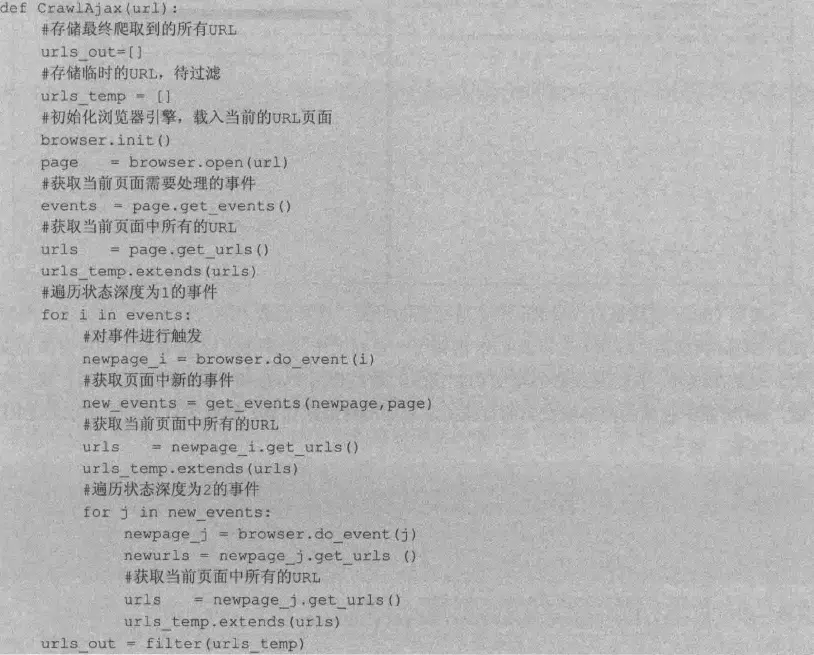 def CrawlAjax(url):
    #存储最终爬取到的所有URL
    urls_out=[]
    #存储临时的URL，待过滤
    urls_temp = []
    #初始化浏览器引擎，载入当前的URL页面
    browser.init()
    page   = browser.open(url)
    #获取当前页面需要处理的事件
    events  = page.get_events()
    #获取当前页面中所有的URL
    urls   = page.get_urls()
    urls_temp.extends(urls)
    #遍历状态深度为1的事件
    for i in events:
        #对事件进行触发
        newpage_i = browser.do_event(i)
        #获取页面中新的事件
        new_events = get_events(newpage,page)
        #获取当前页面中所有的URL
        urls   = newpage_i.get_urls()
        urls_temp.extends(urls)
        #遍历状态深度为2的事件
        for j in new_events:
            newpage_j = browser.do_event(j)
            newurls = newpage_j.get_urls ()
            #获取当前页面中所有的URL
            urls   = newpage_j.get_urls()
            urls_temp.extends(urls)
    urls_out = filter(urls_temp)